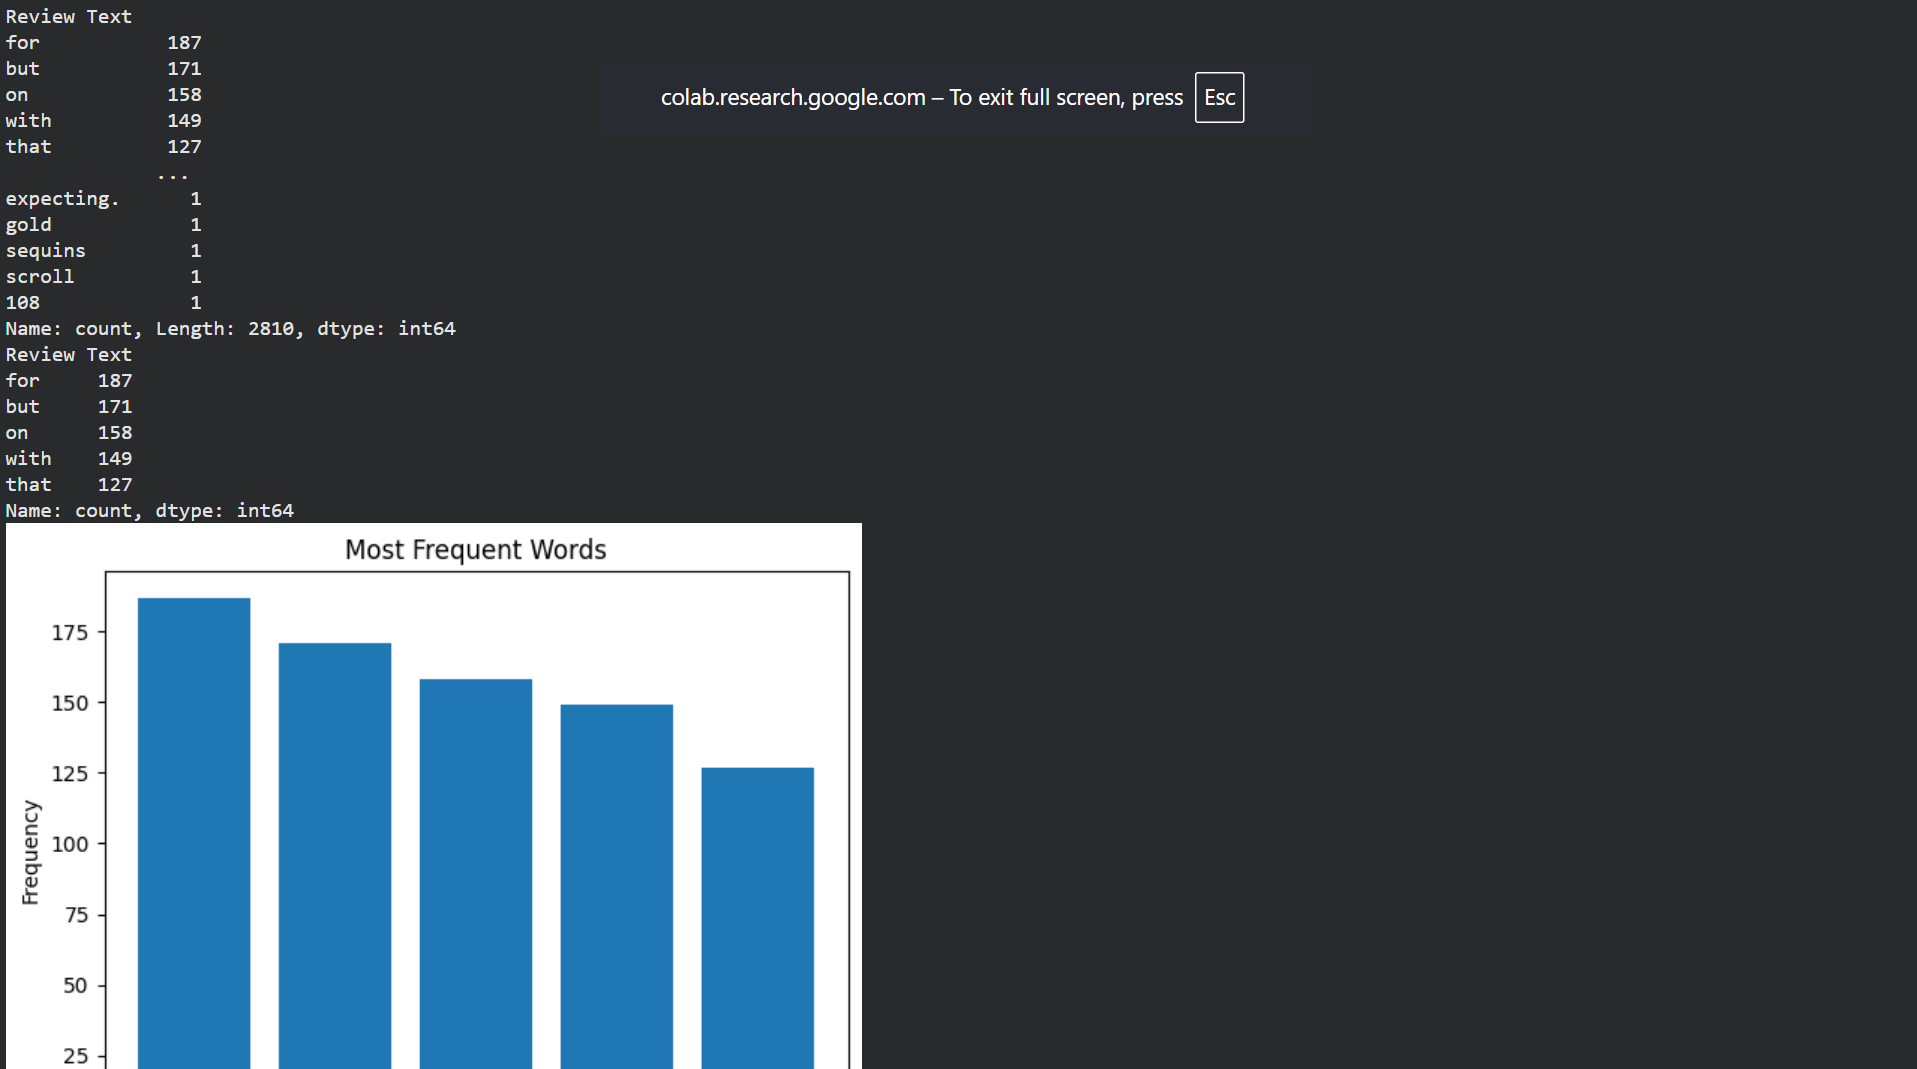 Review Text
for 187
but 171
on 158
with 149
that 127
...
expecting. 1
gold 1
sequins 1
scroll 1
108 1
Name: count, Length: 2810, dtype: int64
Review Text
for 187
but 171
on 158
with 149
that 127
Name: count, dtype: int64
colab.research.google.com – To exit full screen, press Esc
Most Frequent Words
175
150
125
100
75
50
25
Frequency